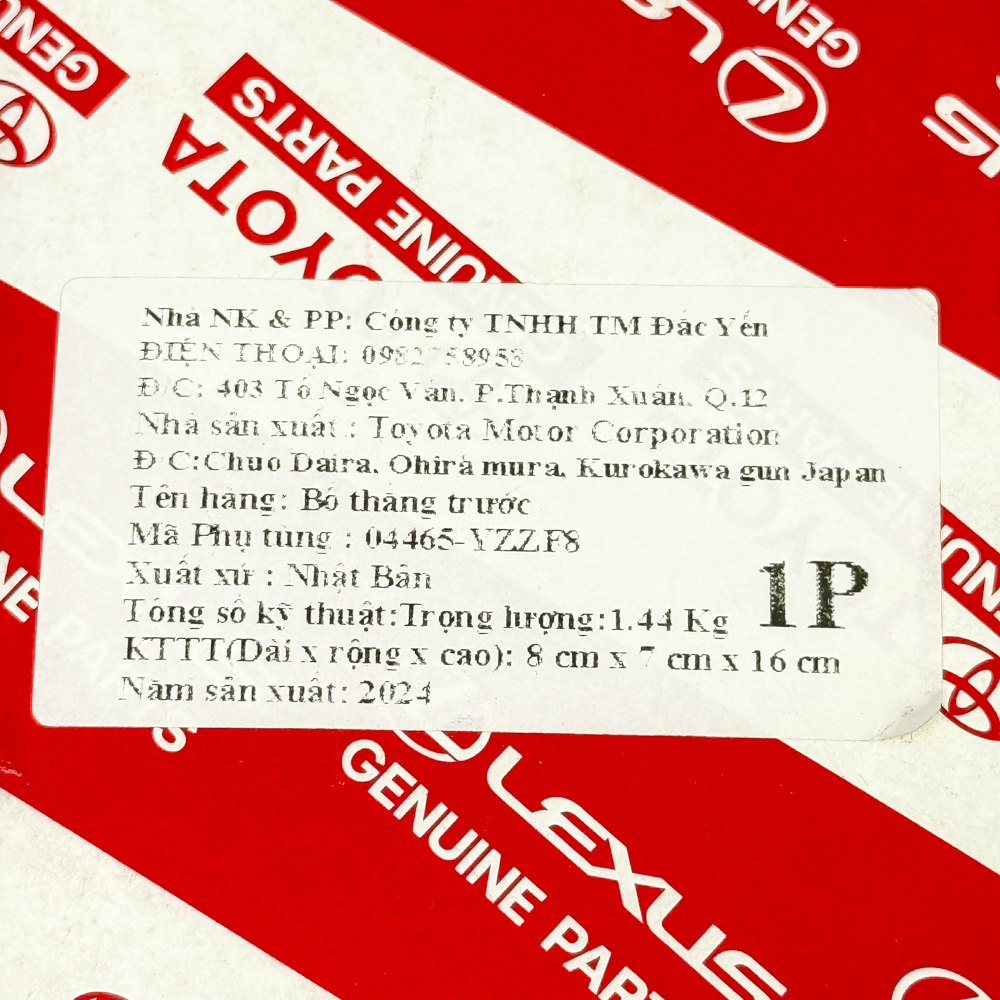 GENUINE
TOYOTA
GENUINE PARTS
LEXUS
GENUINE
Nhà NK & PP: Công ty TNHH TM Đắc Yến
ĐIỆN THOẠI: 0982758958
Đ/C: 403 Tô Ngọc Vân, P.Thạnh Xuân, Q.12
Nhà sản xuất : Toyota Motor Corporation
Đ/C:Chuo Daira, Ohira mura, Kurokawa gun Japan
Tên hàng: Bố thắng trước
Mã Phụ tùng : 04465-YZZF8
Xuất xứ : Nhật Bản
Tổng số kỹ thuật:Trọng lượng:1.44 Kg
KTTT(Dài x rộng x cao): 8 cm x 7 cm x 16 cm
Năm sản xuất: 2024
1P
LEXUS
GENUINE PARTS